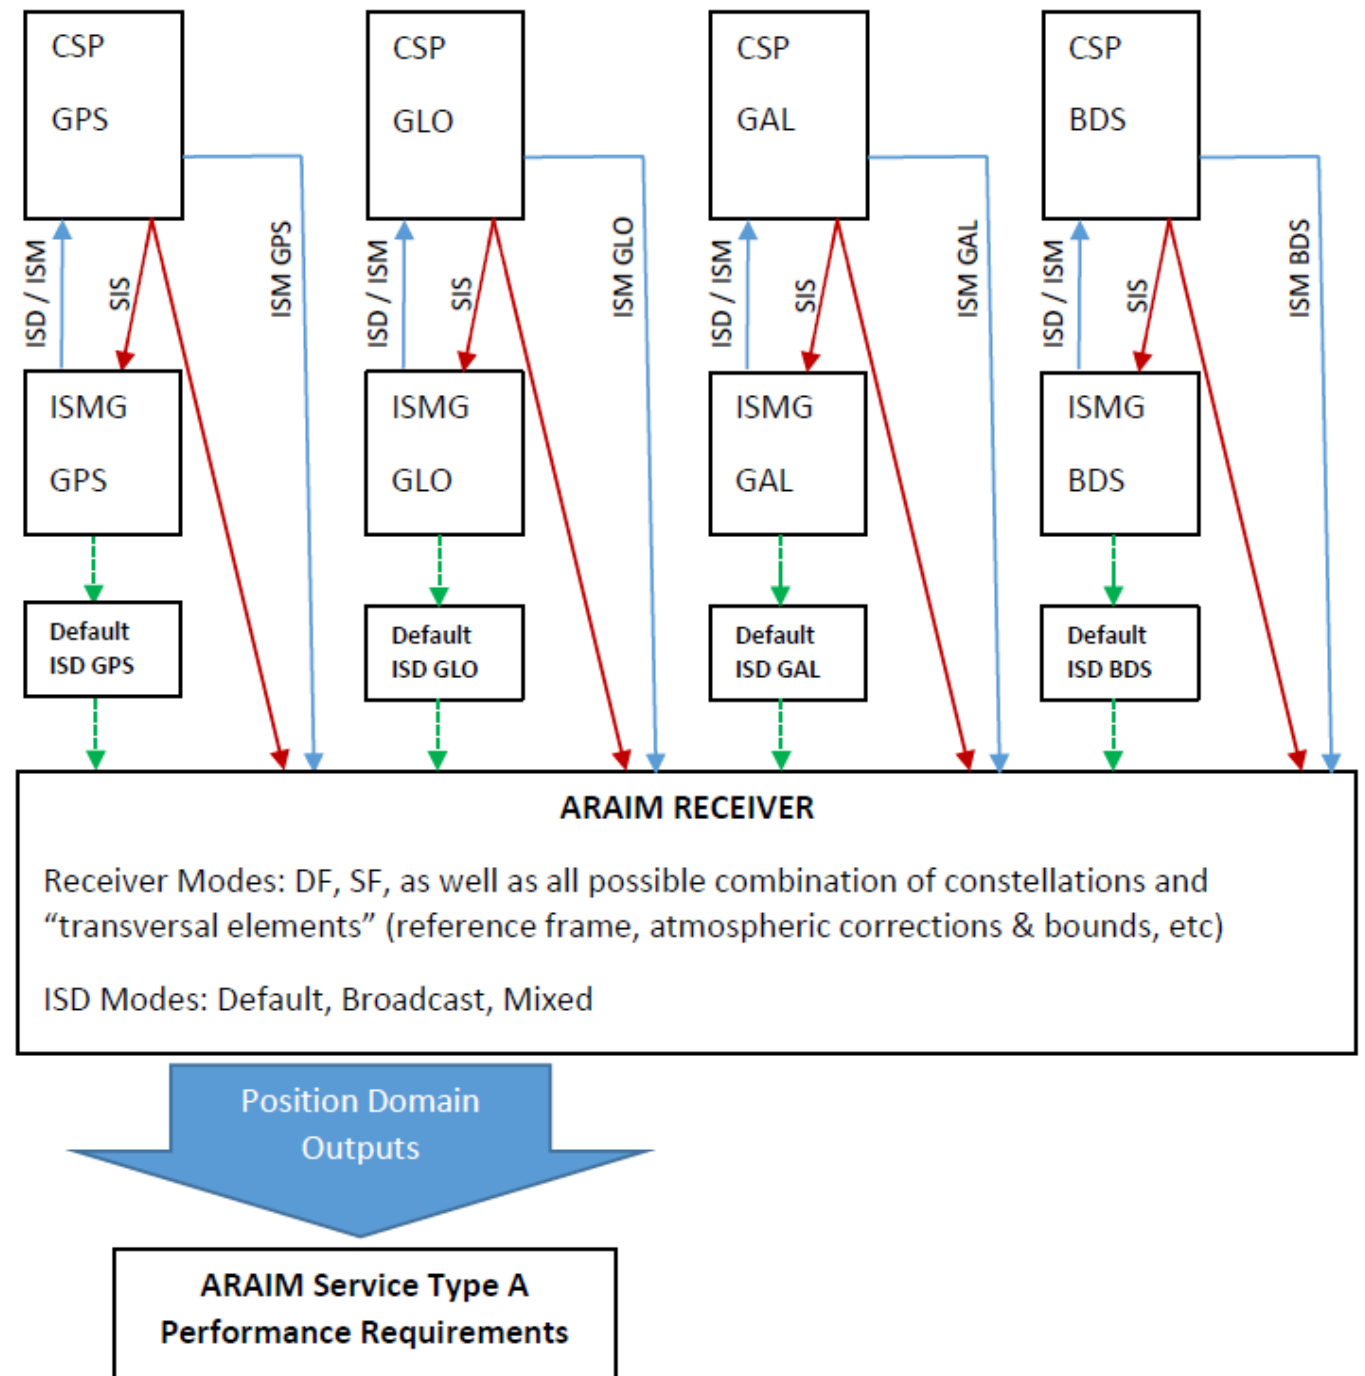 CSP
GPS
CSP
GLO
CSP
GAL
CSP
BDS
ISD / ISM
SIS
ISM GPS
ISD / ISM
SIS
ISM GLO
ISD / ISM
SIS
ISM GAL
ISD / ISM
SIS
ISM BDS
ISMG
GPS
ISMG
GLO
ISMG
GAL
ISMG
BDS
Default
ISD GPS
Default
ISD GLO
Default
ISD GAL
Default
ISD BDS
ARAIM RECEIVER
Receiver Modes: DF, SF, as well as all possible combination of constellations and
“transversal elements” (reference frame, atmospheric corrections & bounds, etc)
ISD Modes: Default, Broadcast, Mixed
Position Domain
Outputs
ARAIM Service Type A
Performance Requirements